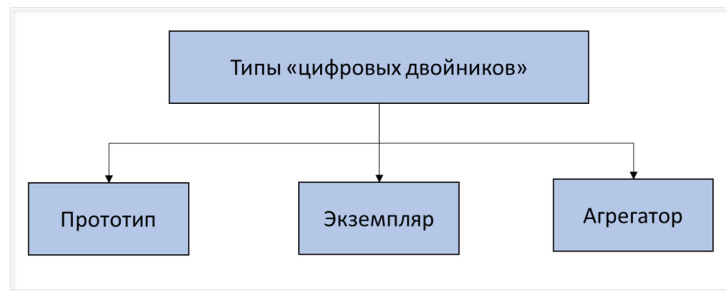 Типы «цифровых двойников»
Прототип
Экземпляр
Агрегатор